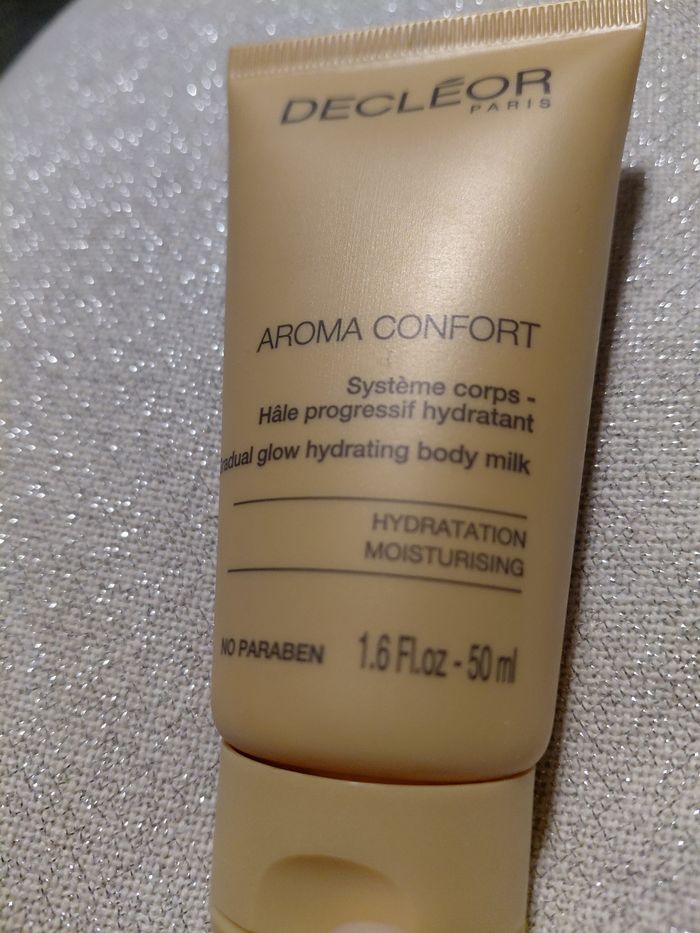 DECLÉOR
PARIS
AROMA CONFORT
Système corps -
Hâle progressif hydratant
radual glow hydrating body milk
HYDRATATION
MOISTURISING
NO PARABEN 1.6 Fl.oz - 50 ml